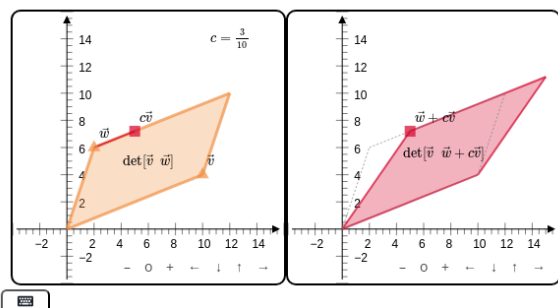 c = 3/10
14 14
12 12
10 10
8 8
cv⃗ w⃗ + cv⃗
w⃗
6 6
det[v⃗ w⃗] v⃗ det[v⃗ w⃗ + cv⃗]
4 4
2 2
−2 2 4 6 8 10 12 14 −2 2 4 6 8 10 12 14
−2 −2
− o + ← ↓ ↑ → − o + ← ↓ ↑ →